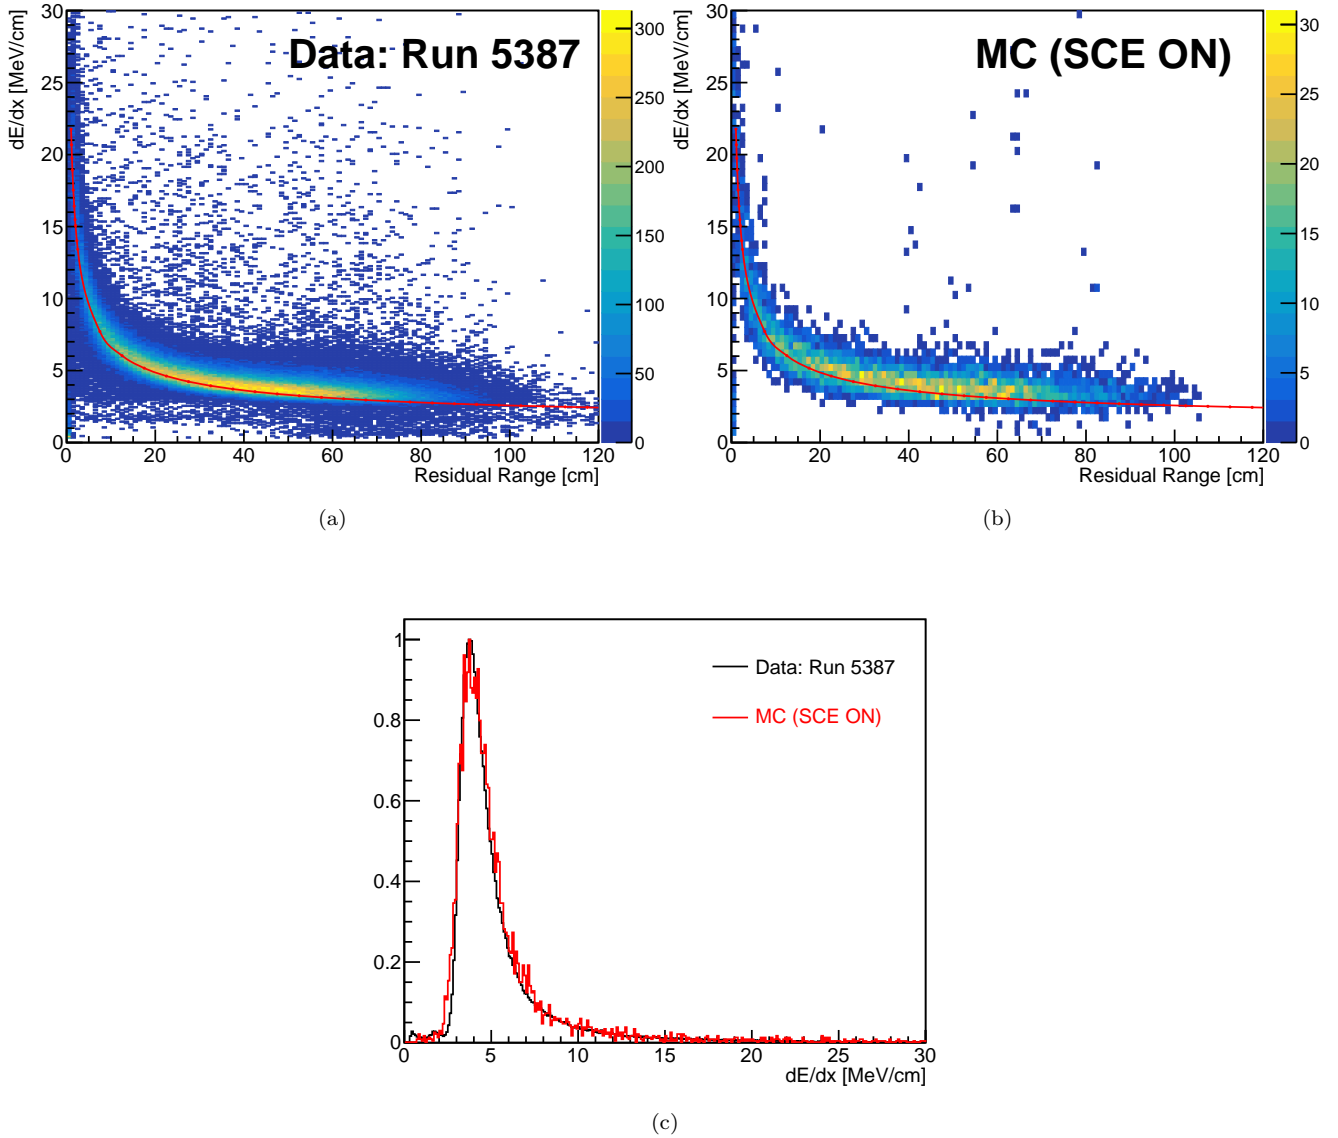 30
25
20
15
10
5
0
dE/dx [MeV/cm]
Data: Run 5387
300
250
200
150
100
50
0
0 20 40 60 80 100 120
Residual Range [cm]
(a)
30
25
20
15
10
5
0
dE/dx [MeV/cm]
MC (SCE ON)
30
25
20
15
10
5
0
0 20 40 60 80 100 120
Residual Range [cm]
(b)
1
0.8
0.6
0.4
0.2
0
Data: Run 5387
MC (SCE ON)
0 5 10 15 20 25 30
dE/dx [MeV/cm]
(c)